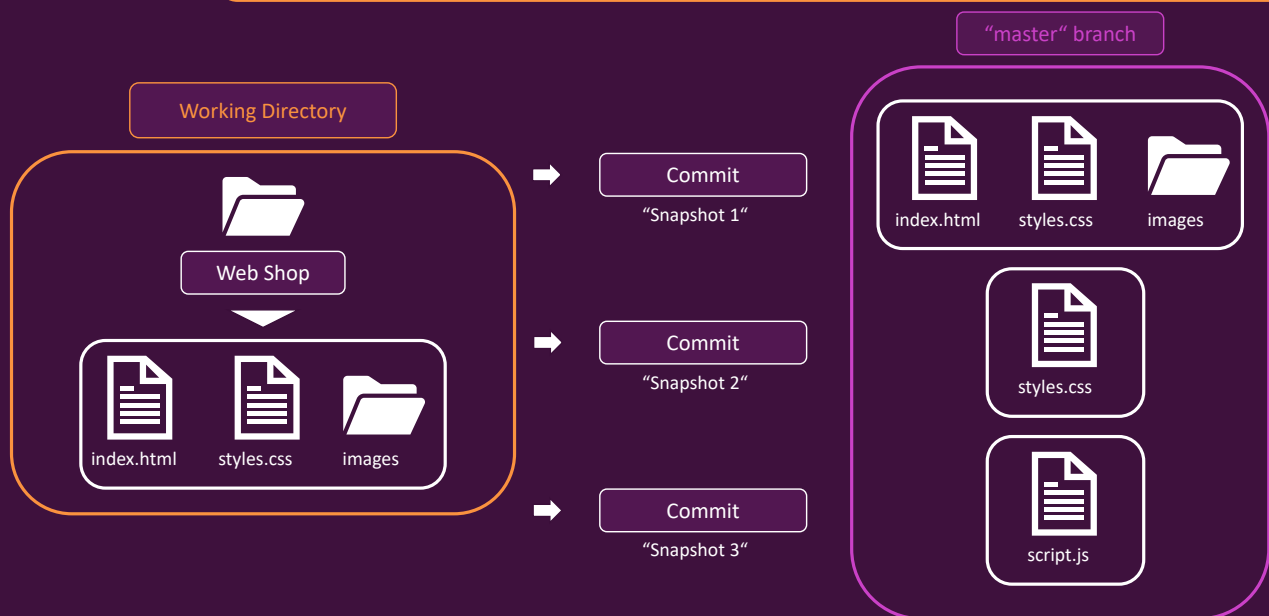 “master“ branch
Working Directory
Web Shop
index.html
styles.css
images
Commit
“Snapshot 1“
Commit
“Snapshot 2“
Commit
“Snapshot 3“
index.html
styles.css
images
styles.css
script.js